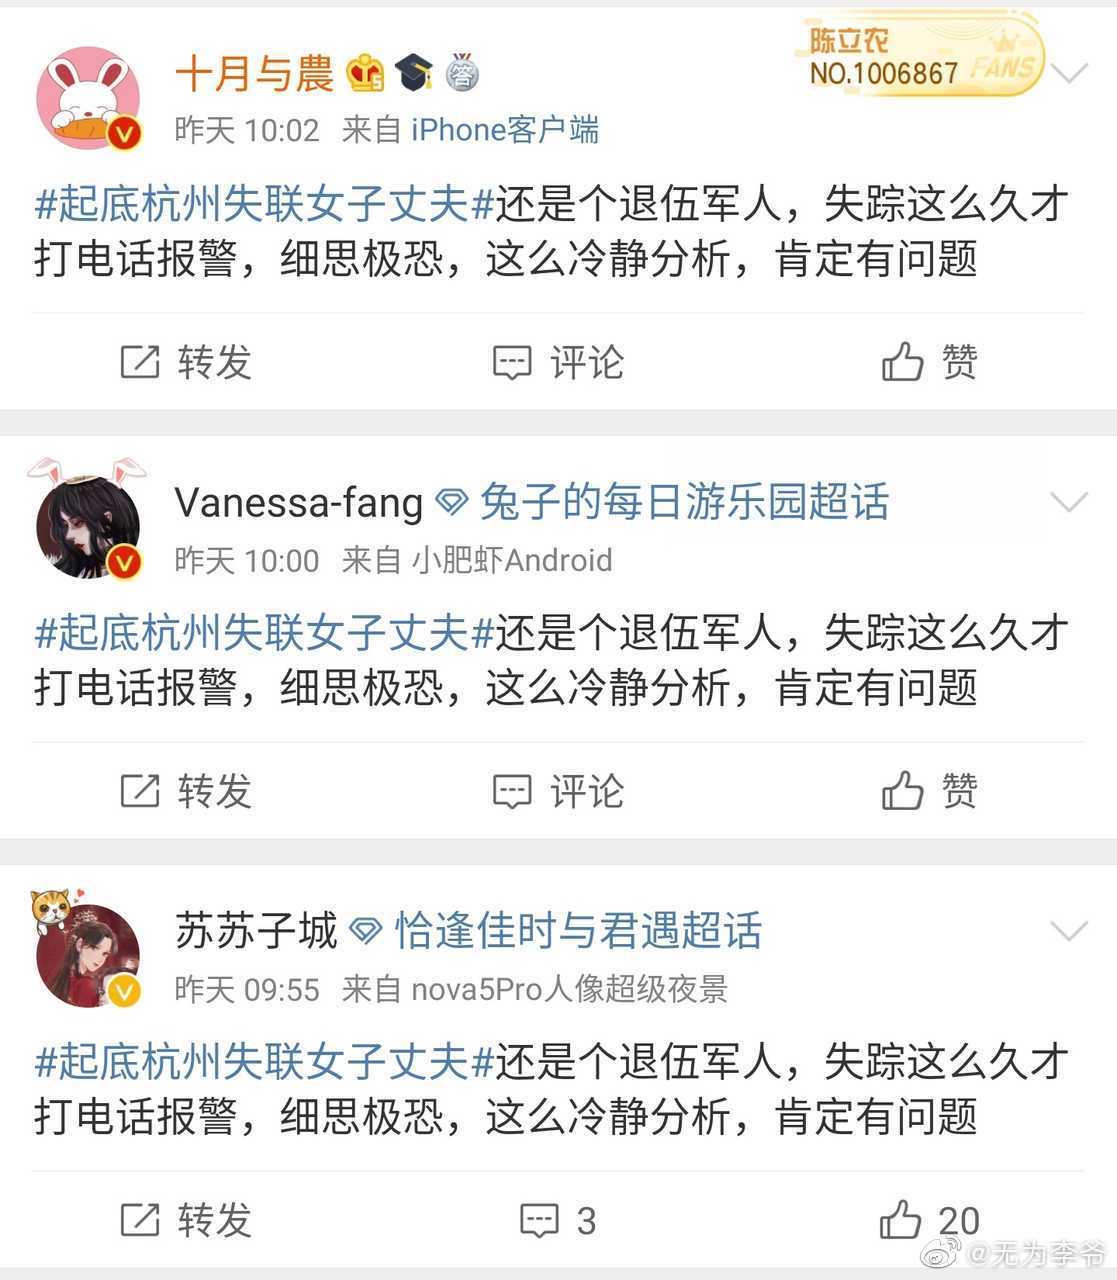 十月与農
陈立农
NO.1006867 FANS
昨天 10:02 来自 iPhone客户端
#起底杭州失联女子丈夫#还是个退伍军人，失踪这么久才
打电话报警，细思极恐，这么冷静分析，肯定有问题
转发 评论 赞
Vanessa-fang 兔子的每日游乐园超话
昨天 10:00 来自 小肥虾Android
#起底杭州失联女子丈夫#还是个退伍军人，失踪这么久才
打电话报警，细思极恐，这么冷静分析，肯定有问题
转发 评论 赞
苏苏子城 恰逢佳时与君遇超话
昨天 09:55 来自 nova5Pro人像超级夜景
#起底杭州失联女子丈夫#还是个退伍军人，失踪这么久才
打电话报警，细思极恐，这么冷静分析，肯定有问题
转发 3 20
@无为李爷